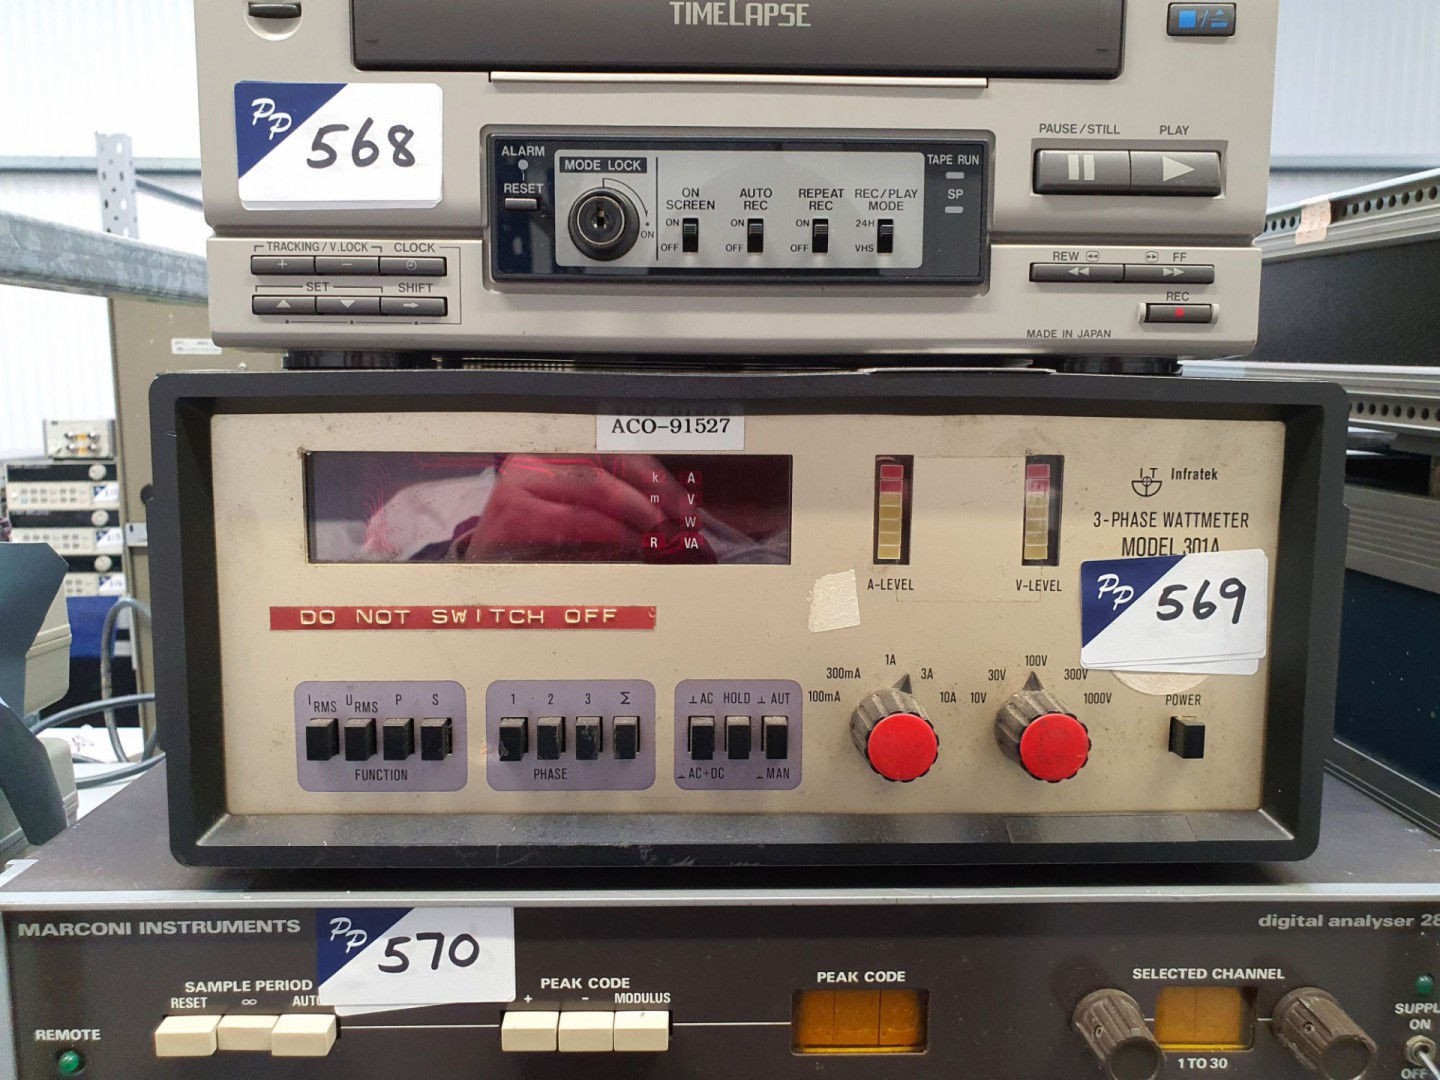 TIMELAPSE
PP 568
ALARM
RESET
MODE LOCK
ON
ON SCREEN
ON
OFF
AUTO REC
ON
OFF
REPEAT REC
ON
OFF
REC/PLAY MODE
24H
VHS
TAPE RUN
SP
PAUSE/STILL
PLAY
TRACKING/V.LOCK
CLOCK
+
−
SET
SHIFT
REW
FF
REC
MADE IN JAPAN
ACO-91527
k A
m V
W
R VA
A-LEVEL
V-LEVEL
IT Infratek
3-PHASE WATTMETER
MODEL 301A
PP 569
DO NOT SWITCH OFF
IRMS URMS P S
FUNCTION
1 2 3 Σ
PHASE
⊥AC HOLD ⊥AUT
⊥AC+DC ⊥MAN
100mA
300mA
1A
3A
10A
10V
30V
100V
300V
1000V
POWER
MARCONI INSTRUMENTS
PP 570
digital analyser 28
SAMPLE PERIOD
RESET ∞ AUTO
PEAK CODE
+ − MODULUS
PEAK CODE
SELECTED CHANNEL
1 TO 30
REMOTE
SUPPL
ON
OFF